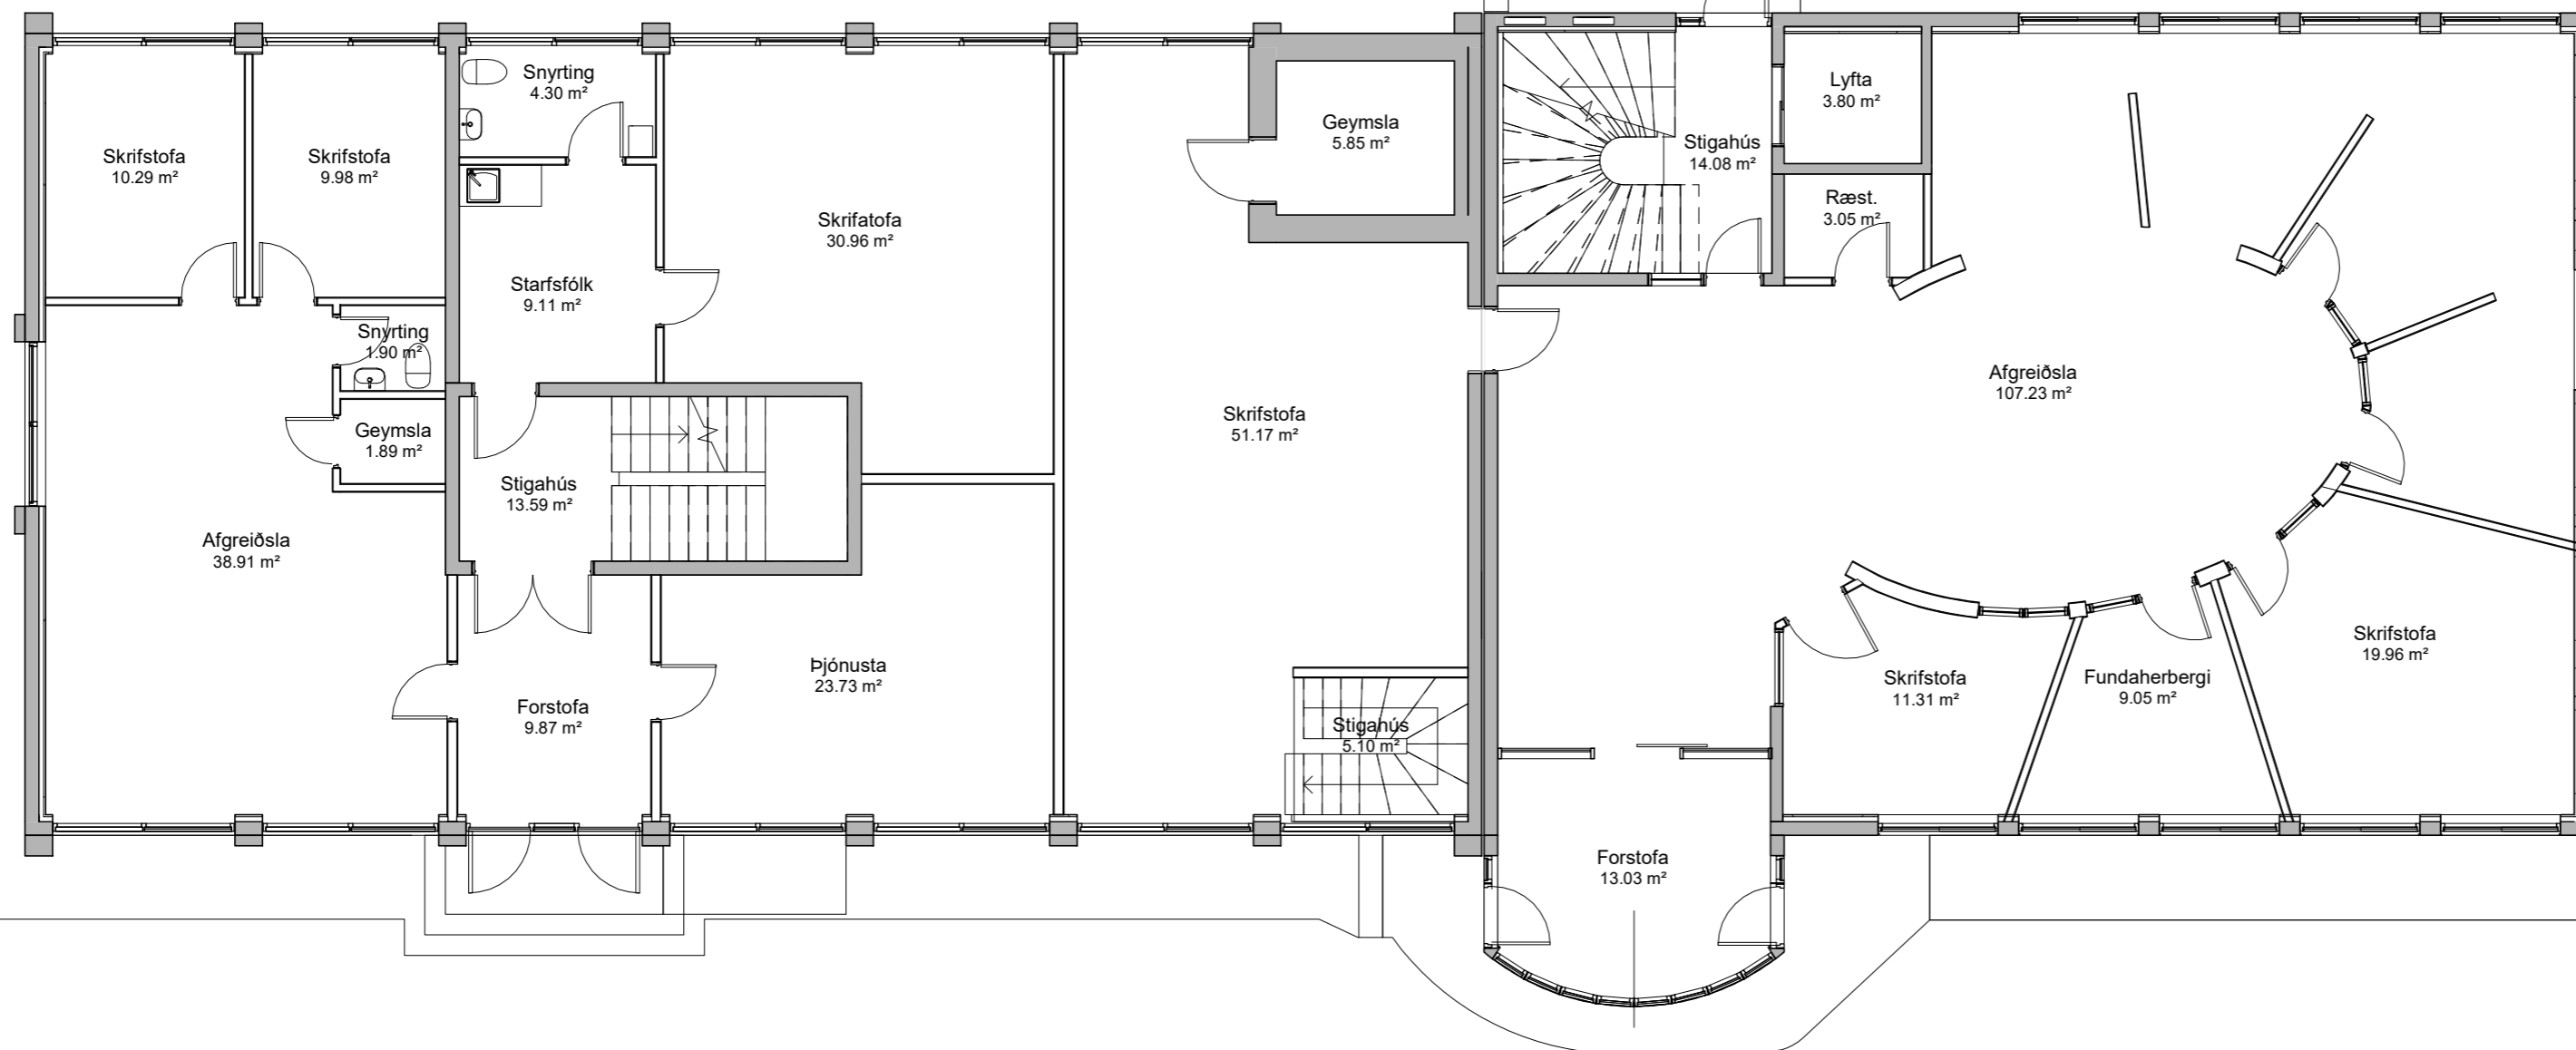 Skrifstofa
10.29 m²
Skrifstofa
9.98 m²
Snyrting
4.30 m²
Skrifatofa
30.96 m²
Geymsla
5.85 m²
Stigahús
14.08 m²
Lyfta
3.80 m²
Ræst.
3.05 m²
Starfsfólk
9.11 m²
Snyrting
1.90 m²
Geymsla
1.89 m²
Afgreiðsla
38.91 m²
Stigahús
13.59 m²
Forstofa
9.87 m²
Þjónusta
23.73 m²
Skrifstofa
51.17 m²
Stigahús
5.10 m²
Afgreiðsla
107.23 m²
Skrifstofa
11.31 m²
Fundaherbergi
9.05 m²
Skrifstofa
19.96 m²
Forstofa
13.03 m²